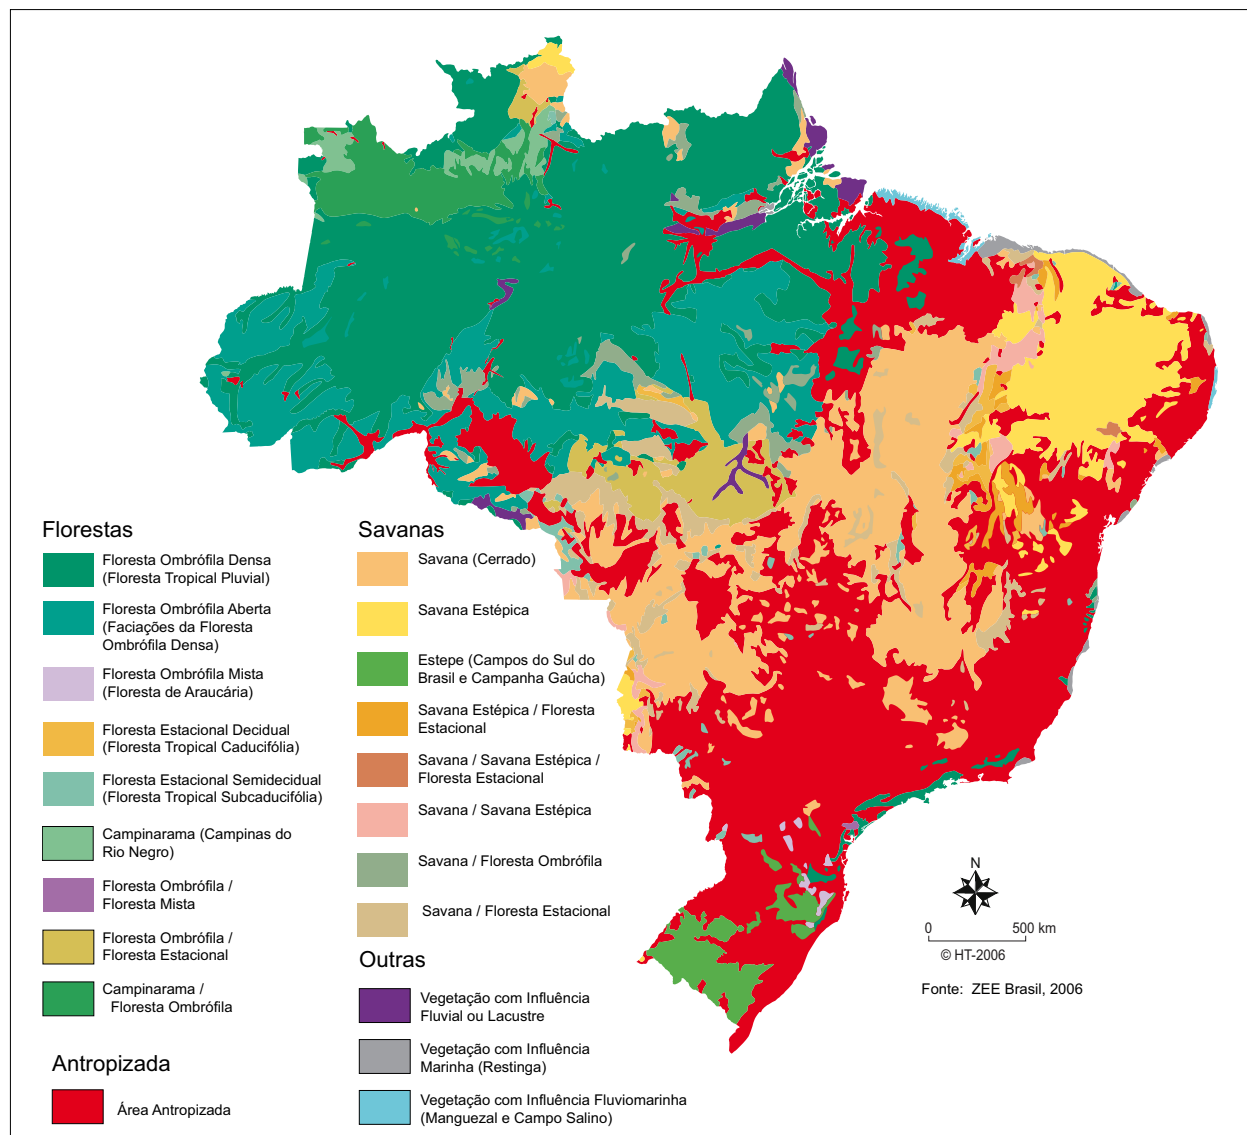 Florestas
Floresta Ombrófila Densa
(Floresta Tropical Pluvial)
Floresta Ombrófila Aberta
(Faciações da Floresta
Ombrófila Densa)
Floresta Ombrófila Mista
(Floresta de Araucária)
Floresta Estacional Decidual
(Floresta Tropical Caducifólia)
Floresta Estacional Semidecidual
(Floresta Tropical Subcaducifólia)
Campinarama (Campinas do
Rio Negro)
Floresta Ombrófila /
Floresta Mista
Floresta Ombrófila /
Floresta Estacional
Campinarama /
Floresta Ombrófila
Antropizada
Área Antropizada
Savanas
Savana (Cerrado)
Savana Estépica
Estepe (Campos do Sul do
Brasil e Campanha Gaúcha)
Savana Estépica / Floresta
Estacional
Savana / Savana Estépica /
Floresta Estacional
Savana / Savana Estépica
Savana / Floresta Ombrófila
Savana / Floresta Estacional
Outras
Vegetação com Influência
Fluvial ou Lacustre
Vegetação com Influência
Marinha (Restinga)
Vegetação com Influência Fluviomarinha
(Manguezal e Campo Salino)
N
0 500 km
© HT-2006
Fonte: ZEE Brasil, 2006